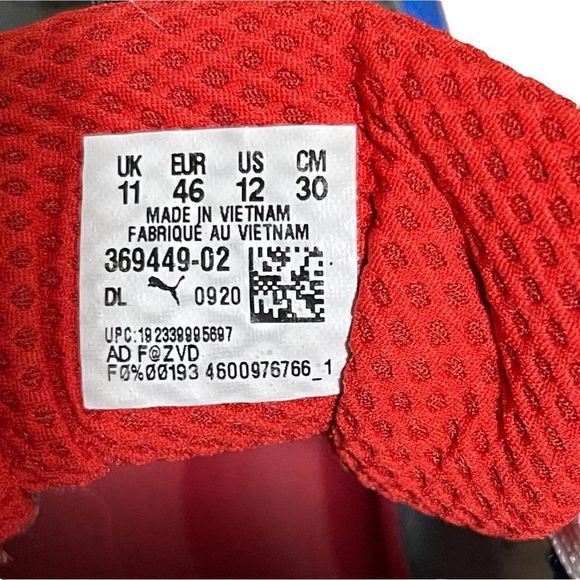 UK EUR US CM
11 46 12 30
MADE IN VIETNAM
FABRIQUÉ AU VIETNAM
369449-02
DL 0920
UPC:192339995697
AD F@ZVD
F0%00193 4600976766_1